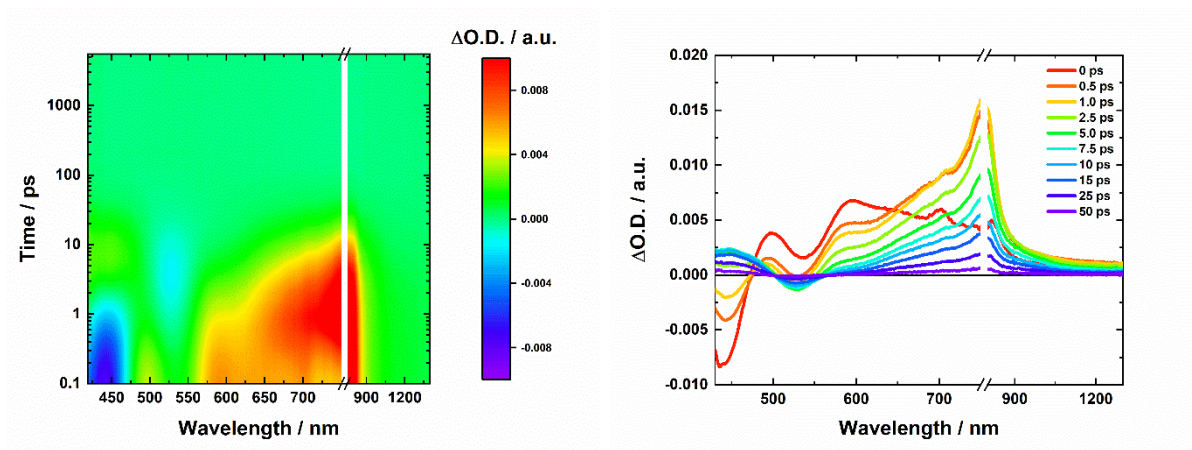 ΔO.D. / a.u.
1000
100
10
1
0.1
Time / ps
450 500 550 600 650 700 900 1200
Wavelength / nm
0.008
0.004
0.000
-0.004
-0.008
0.020
0.015
0.010
0.005
0.000
-0.005
-0.010
ΔO.D. / a.u.
500 600 700 900 1200
Wavelength / nm
0 ps
0.5 ps
1.0 ps
2.5 ps
5.0 ps
7.5 ps
10 ps
15 ps
25 ps
50 ps